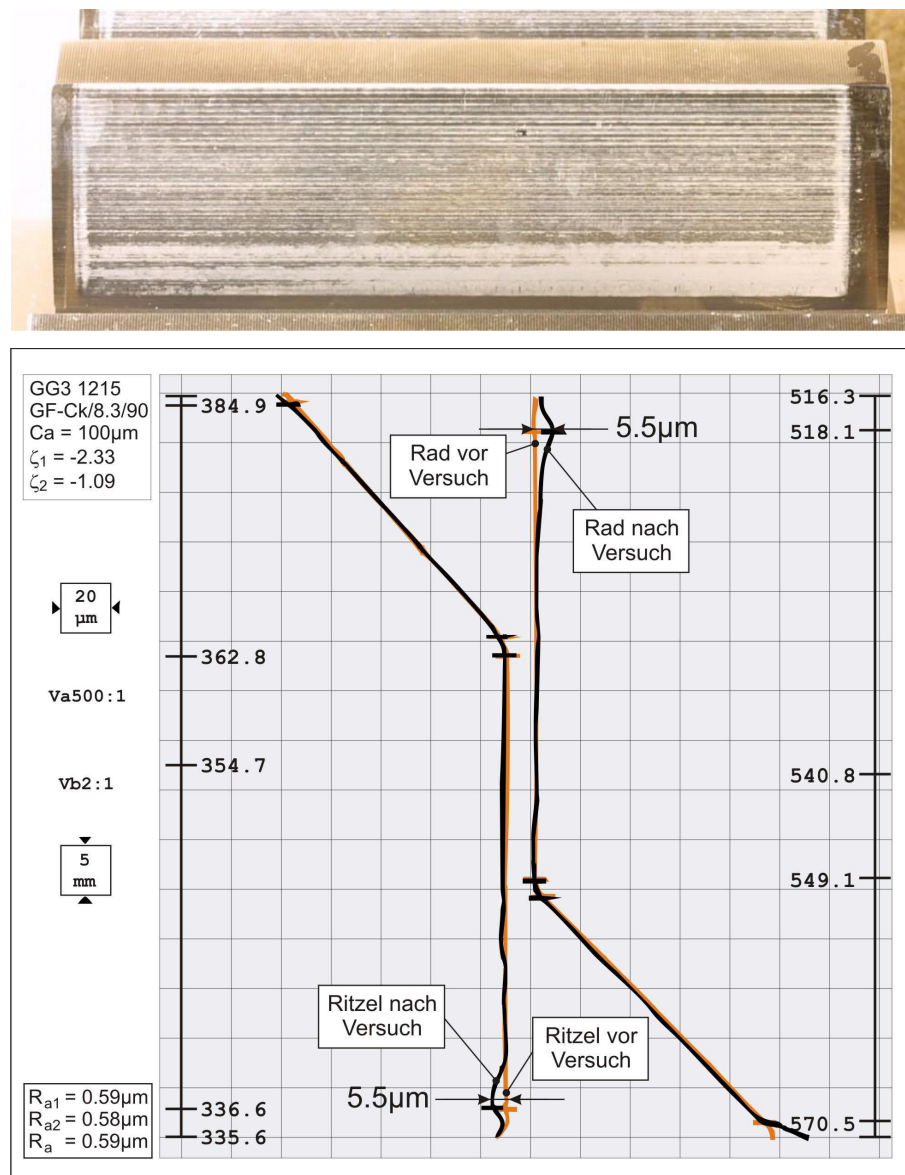 GG3 1215
GF-Ck/8.3/90
Ca = 100µm
ζ1 = -2.33
ζ2 = -1.09
384.9
516.3
518.1
5.5µm
Rad vor
Versuch
Rad nach
Versuch
20
µm
362.8
Va500:1
354.7
540.8
Vb2:1
5
mm
549.1
Ritzel nach
Versuch
Ritzel vor
Versuch
5.5µm
Ra1 = 0.59µm
Ra2 = 0.58µm
Ra = 0.59µm
336.6
335.6
570.5